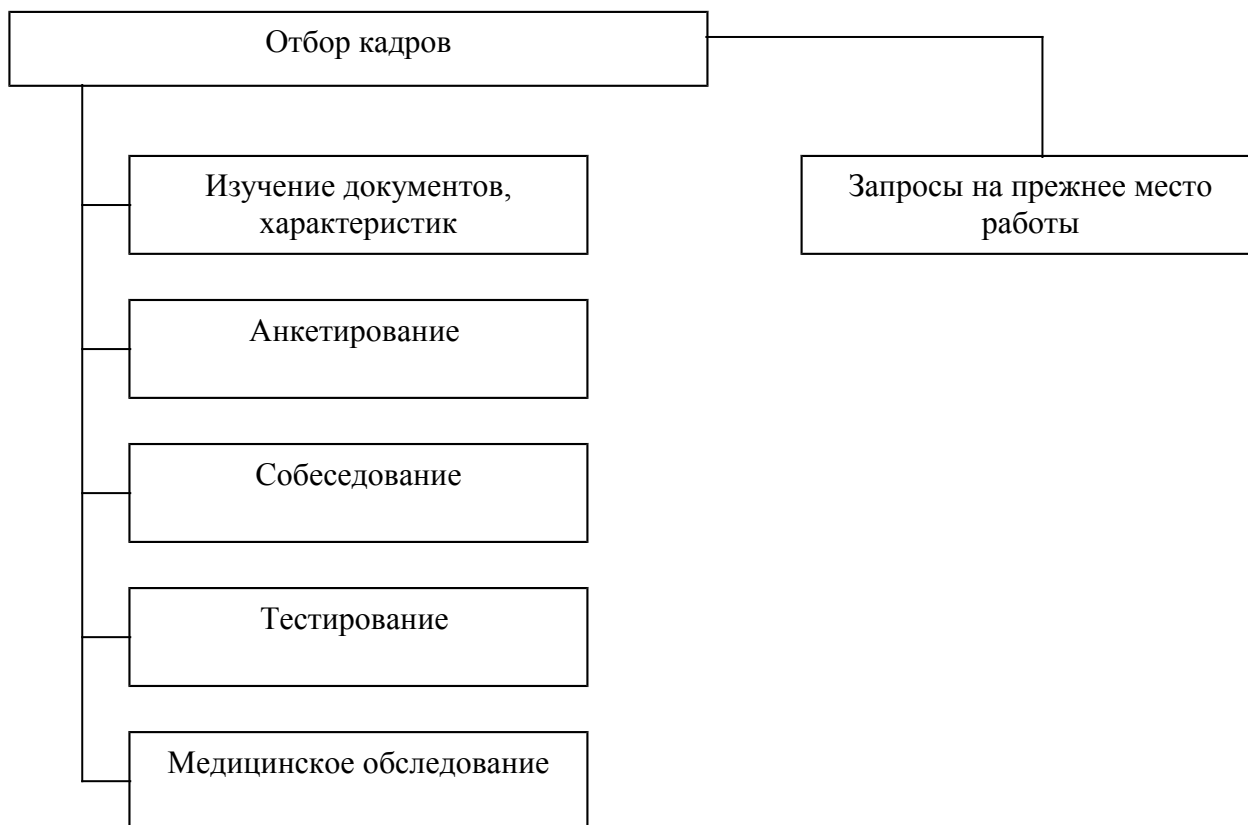 Отбор кадров
Изучение документов,
характеристик
Запросы на прежнее место
работы
Анкетирование
Собеседование
Тестирование
Медицинское обследование